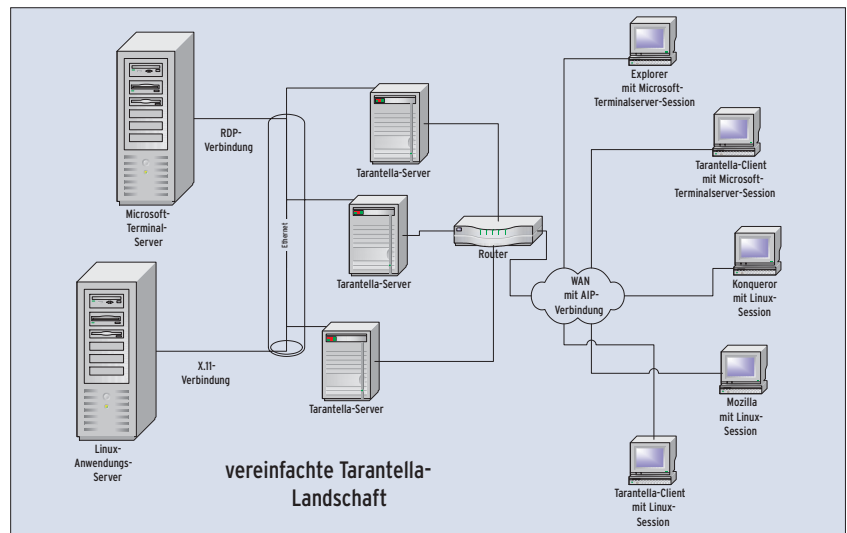 Microsoft-
Terminal-
Server
RDP-
Verbindung
Ethernet
Linux-
Anwendungs-
Server
X.11-
Verbindung
Tarantella-Server
Tarantella-Server
Tarantella-Server
Router
WAN
mit AIP-
Verbindung
Explorer
mit Microsoft-
Terminalserver-Session
Tarantella-Client
mit Microsoft-
Terminalserver-Session
Konqueror
mit Linux-
Session
Mozilla
mit Linux-
Session
Tarantella-Client
mit Linux-
Session
vereinfachte Tarantella-
Landschaft